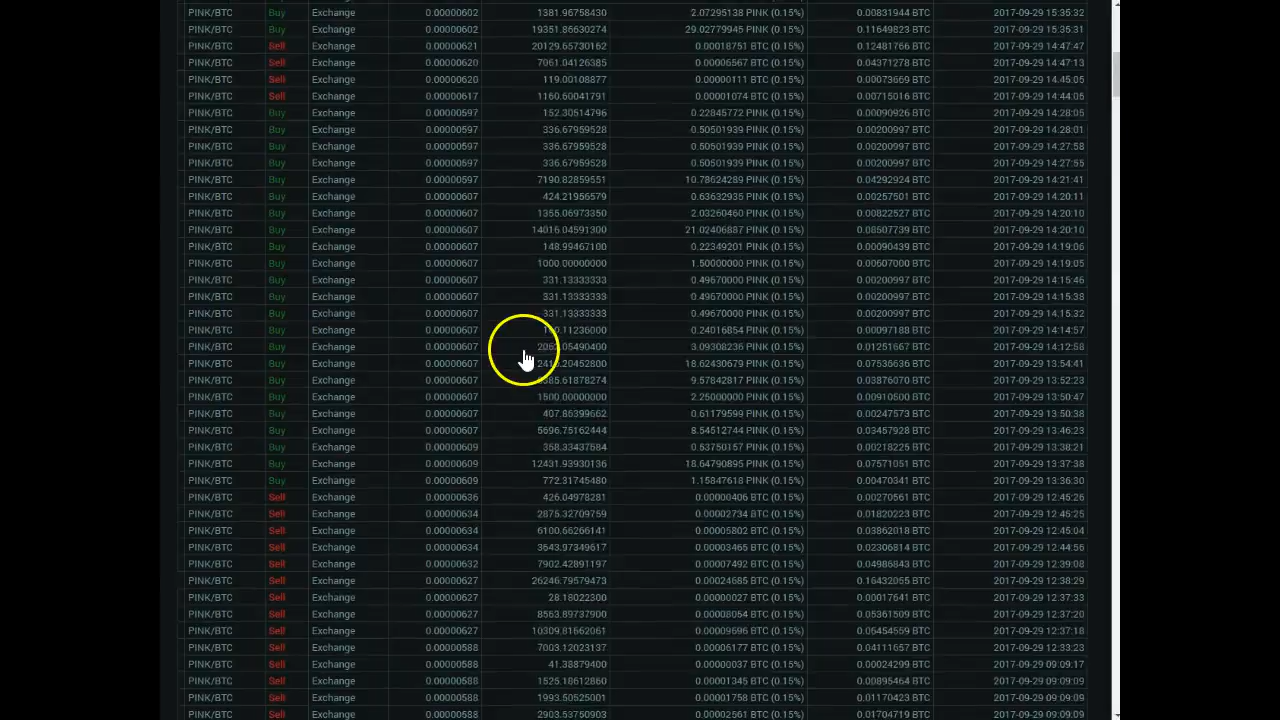 PINK/BTC Buy Exchange 0.00000602 1381.96758430 2.07295138 PINK (0.15%) 0.00831944 BTC 2017-09-29 15:35:32
PINK/BTC Buy Exchange 0.00000602 19351.86630274 29.02779945 PINK (0.15%) 0.11649823 BTC 2017-09-29 15:35:31
PINK/BTC Sell Exchange 0.00000621 20129.65730162 0.00018751 BTC (0.15%) 0.12481766 BTC 2017-09-29 14:47:47
PINK/BTC Sell Exchange 0.00000620 7061.04126385 0.00006567 BTC (0.15%) 0.04371278 BTC 2017-09-29 14:47:13
PINK/BTC Sell Exchange 0.00000620 119.00108877 0.00000111 BTC (0.15%) 0.00073669 BTC 2017-09-29 14:45:05
PINK/BTC Sell Exchange 0.00000617 1160.60041791 0.00001074 BTC (0.15%) 0.00715016 BTC 2017-09-29 14:44:05
PINK/BTC Buy Exchange 0.00000597 152.30514796 0.22845772 PINK (0.15%) 0.00090926 BTC 2017-09-29 14:28:05
PINK/BTC Buy Exchange 0.00000597 336.67959528 0.50501939 PINK (0.15%) 0.00200997 BTC 2017-09-29 14:28:01
PINK/BTC Buy Exchange 0.00000597 336.67959528 0.50501939 PINK (0.15%) 0.00200997 BTC 2017-09-29 14:27:58
PINK/BTC Buy Exchange 0.00000597 336.67959528 0.50501939 PINK (0.15%) 0.00200997 BTC 2017-09-29 14:27:55
PINK/BTC Buy Exchange 0.00000597 7190.82859551 10.78624289 PINK (0.15%) 0.04292924 BTC 2017-09-29 14:21:41
PINK/BTC Buy Exchange 0.00000607 424.21956579 0.63632935 PINK (0.15%) 0.00257501 BTC 2017-09-29 14:20:11
PINK/BTC Buy Exchange 0.00000607 1355.06973350 2.03260460 PINK (0.15%) 0.00822527 BTC 2017-09-29 14:20:10
PINK/BTC Buy Exchange 0.00000607 14016.04591300 21.02406887 PINK (0.15%) 0.08507739 BTC 2017-09-29 14:20:10
PINK/BTC Buy Exchange 0.00000607 148.99467100 0.22349201 PINK (0.15%) 0.00090439 BTC 2017-09-29 14:19:06
PINK/BTC Buy Exchange 0.00000607 1000.00000000 1.50000000 PINK (0.15%) 0.00607000 BTC 2017-09-29 14:19:05
PINK/BTC Buy Exchange 0.00000607 331.13333333 0.49670000 PINK (0.15%) 0.00200997 BTC 2017-09-29 14:15:46
PINK/BTC Buy Exchange 0.00000607 331.13333333 0.49670000 PINK (0.15%) 0.00200997 BTC 2017-09-29 14:15:38
PINK/BTC Buy Exchange 0.00000607 331.13333333 0.49670000 PINK (0.15%) 0.00200997 BTC 2017-09-29 14:15:32
PINK/BTC Buy Exchange 0.00000607 0.24016854 PINK (0.15%) 0.00097188 BTC 2017-09-29 14:14:57
PINK/BTC Buy Exchange 0.00000607 3.09308236 PINK (0.15%) 0.01251667 BTC 2017-09-29 14:12:58
PINK/BTC Buy Exchange 0.00000607 18.62430679 PINK (0.15%) 0.07536636 BTC 2017-09-29 13:54:41
PINK/BTC Buy Exchange 0.00000607 9.57842817 PINK (0.15%) 0.03876070 BTC 2017-09-29 13:52:23
PINK/BTC Buy Exchange 0.00000607 1500.00000000 2.25000000 PINK (0.15%) 0.00910500 BTC 2017-09-29 13:50:47
PINK/BTC Buy Exchange 0.00000607 407.86399662 0.61179599 PINK (0.15%) 0.00247573 BTC 2017-09-29 13:50:38
PINK/BTC Buy Exchange 0.00000607 5696.75162444 8.54512744 PINK (0.15%) 0.03457928 BTC 2017-09-29 13:46:23
PINK/BTC Buy Exchange 0.00000609 358.33437584 0.53750157 PINK (0.15%) 0.00218225 BTC 2017-09-29 13:38:21
PINK/BTC Buy Exchange 0.00000609 12431.93930136 18.64790895 PINK (0.15%) 0.07571051 BTC 2017-09-29 13:37:38
PINK/BTC Buy Exchange 0.00000609 772.31745480 1.15847618 PINK (0.15%) 0.00470341 BTC 2017-09-29 13:36:30
PINK/BTC Sell Exchange 0.00000636 426.04978281 0.00000406 BTC (0.15%) 0.00270561 BTC 2017-09-29 12:45:26
PINK/BTC Sell Exchange 0.00000634 2875.32709759 0.00002734 BTC (0.15%) 0.01820223 BTC 2017-09-29 12:45:25
PINK/BTC Sell Exchange 0.00000634 6100.66266141 0.00005802 BTC (0.15%) 0.03862018 BTC 2017-09-29 12:45:04
PINK/BTC Sell Exchange 0.00000634 3643.97349617 0.00003465 BTC (0.15%) 0.02306814 BTC 2017-09-29 12:44:56
PINK/BTC Sell Exchange 0.00000632 7902.42891197 0.00007492 BTC (0.15%) 0.04986843 BTC 2017-09-29 12:39:08
PINK/BTC Sell Exchange 0.00000627 26246.79579473 0.00024685 BTC (0.15%) 0.16432055 BTC 2017-09-29 12:38:29
PINK/BTC Sell Exchange 0.00000627 28.18022300 0.00000027 BTC (0.15%) 0.00017641 BTC 2017-09-29 12:37:33
PINK/BTC Sell Exchange 0.00000627 8563.89737900 0.00008054 BTC (0.15%) 0.05361509 BTC 2017-09-29 12:37:20
PINK/BTC Sell Exchange 0.00000627 10309.81662061 0.00009696 BTC (0.15%) 0.06454559 BTC 2017-09-29 12:37:18
PINK/BTC Sell Exchange 0.00000588 7003.12023137 0.00006177 BTC (0.15%) 0.04111657 BTC 2017-09-29 12:33:23
PINK/BTC Sell Exchange 0.00000588 41.38879400 0.00000037 BTC (0.15%) 0.00024299 BTC 2017-09-29 09:09:17
PINK/BTC Sell Exchange 0.00000588 1526.18612860 0.00001345 BTC (0.15%) 0.00895464 BTC 2017-09-29 09:09:09
PINK/BTC Sell Exchange 0.00000588 1993.50525001 0.00001758 BTC (0.15%) 0.01170423 BTC 2017-09-29 09:09:09
PINK/BTC Sell Exchange 0.00000588 2903.53750903 0.00002561 BTC (0.15%) 0.01704719 BTC 2017-09-29 09:09:09